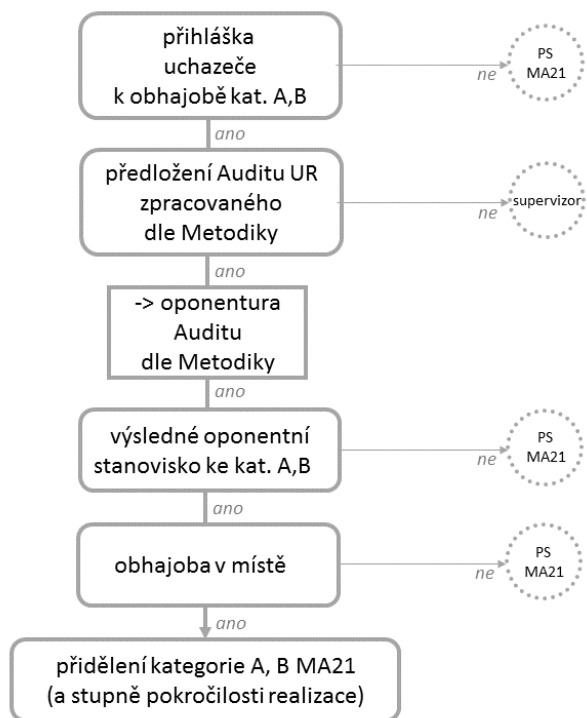 přihláška
uchazeče
k obhajobě kat. A,B
ne
PS
MA21
ano
předložení Auditu UR
zpracovaného
dle Metodiky
ne
supervizor
ano
-> oponentura
Auditu
dle Metodiky
ano
výsledné oponentní
stanovisko ke kat. A,B
ne
PS
MA21
ano
obhajoba v místě
ne
PS
MA21
ano
přidělení kategorie A, B MA21
(a stupně pokročilosti realizace)